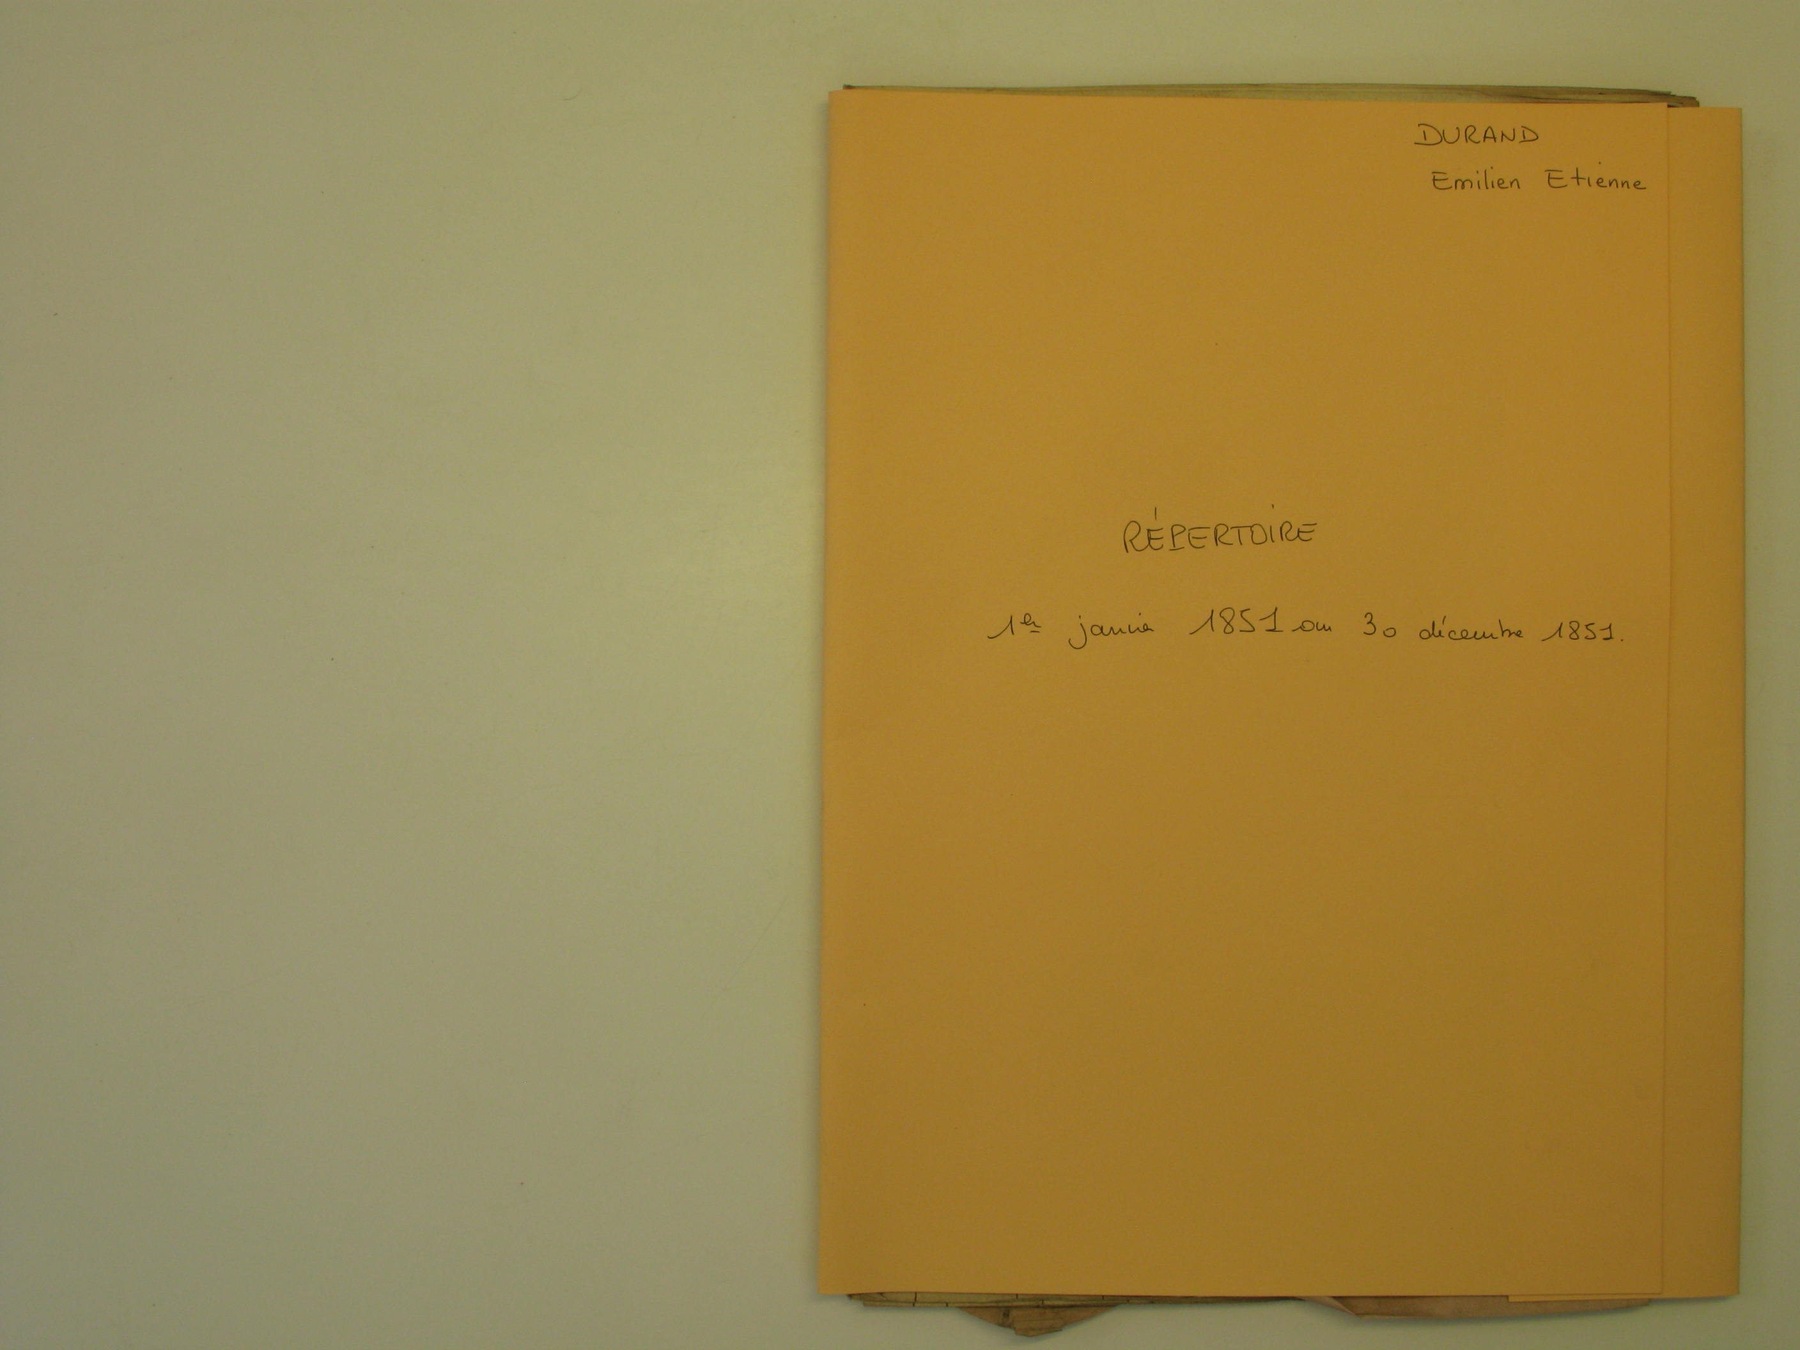 DURAND
Emilien Etienne
RÉPERTOIRE
1er janvier 1851 au 30 décembre 1851.